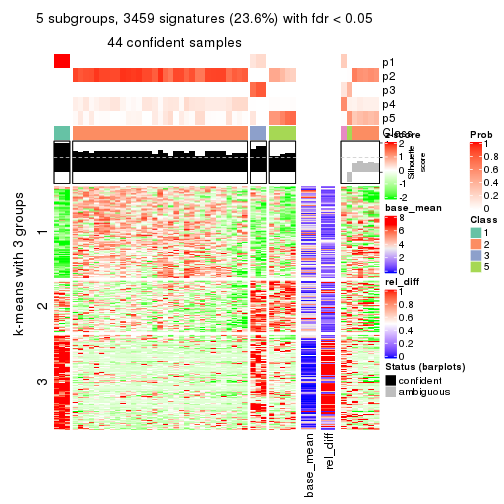 5 subgroups, 3459 signatures (23.6%) with fdr < 0.05
44 confident samples
p1
p2
p3
p4
p5
Class
k-means with 3 groups
1
2
3
base_mean
rel_diff
z-score
2
1
0
-1
-2
Silhouette
score
base_mean
8
6
4
2
0
rel_diff
1
0.8
0.6
0.4
0.2
0
Status (barplots)
confident
ambiguous
Prob
1
0.8
0.6
0.4
0.2
0
Class
1
2
3
5